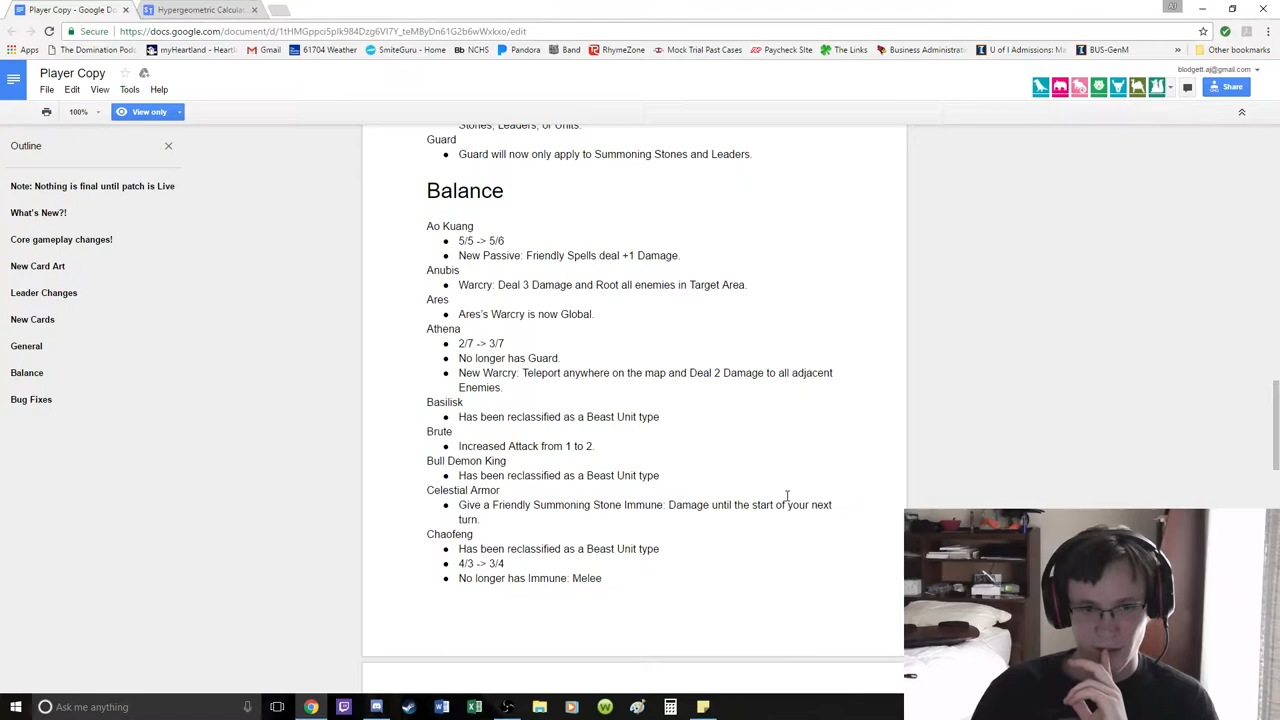 Player Copy - Google Do
Hypergeometric Calculat
AJ
Secure
https://docs.google.com/document/d/1tHMGppci5pIk984Dzg6VI7Y_teMByDn61G2b6wWxkxo/edit
Apps
The Domination Podc
myHeartland - Heartla
Gmail
61704 Weather
SmiteGuru - Home
NCHS
Pandora
Band
RhymeZone
Mock Trial Past Cases
Paycheck Site
The Links
Business Administrati
U of I Admissions: Ma
BUS-GenM
Other bookmarks
Player Copy
blodgett.aj@gmail.com
File Edit View Tools Help
Share
100%
View only
Outline
Note: Nothing is final until patch is Live
What's New?!
Core gameplay changes!
New Card Art
Leader Changes
New Cards
General
Balance
Bug Fixes
Stones, Leaders, or Units.
Guard
● Guard will now only apply to Summoning Stones and Leaders.
Balance
Ao Kuang
● 5/5 -> 5/6
● New Passive: Friendly Spells deal +1 Damage.
Anubis
● Warcry: Deal 3 Damage and Root all enemies in Target Area.
Ares
● Ares's Warcry is now Global.
Athena
● 2/7 -> 3/7
● No longer has Guard.
● New Warcry: Teleport anywhere on the map and Deal 2 Damage to all adjacent
Enemies.
Basilisk
● Has been reclassified as a Beast Unit type
Brute
● Increased Attack from 1 to 2.
Bull Demon King
● Has been reclassified as a Beast Unit type
Celestial Armor
● Give a Friendly Summoning Stone Immune: Damage until the start of your next
turn.
Chaofeng
● Has been reclassified as a Beast Unit type
● 4/3 -> 3/4
● No longer has Immune: Melee
Ask me anything